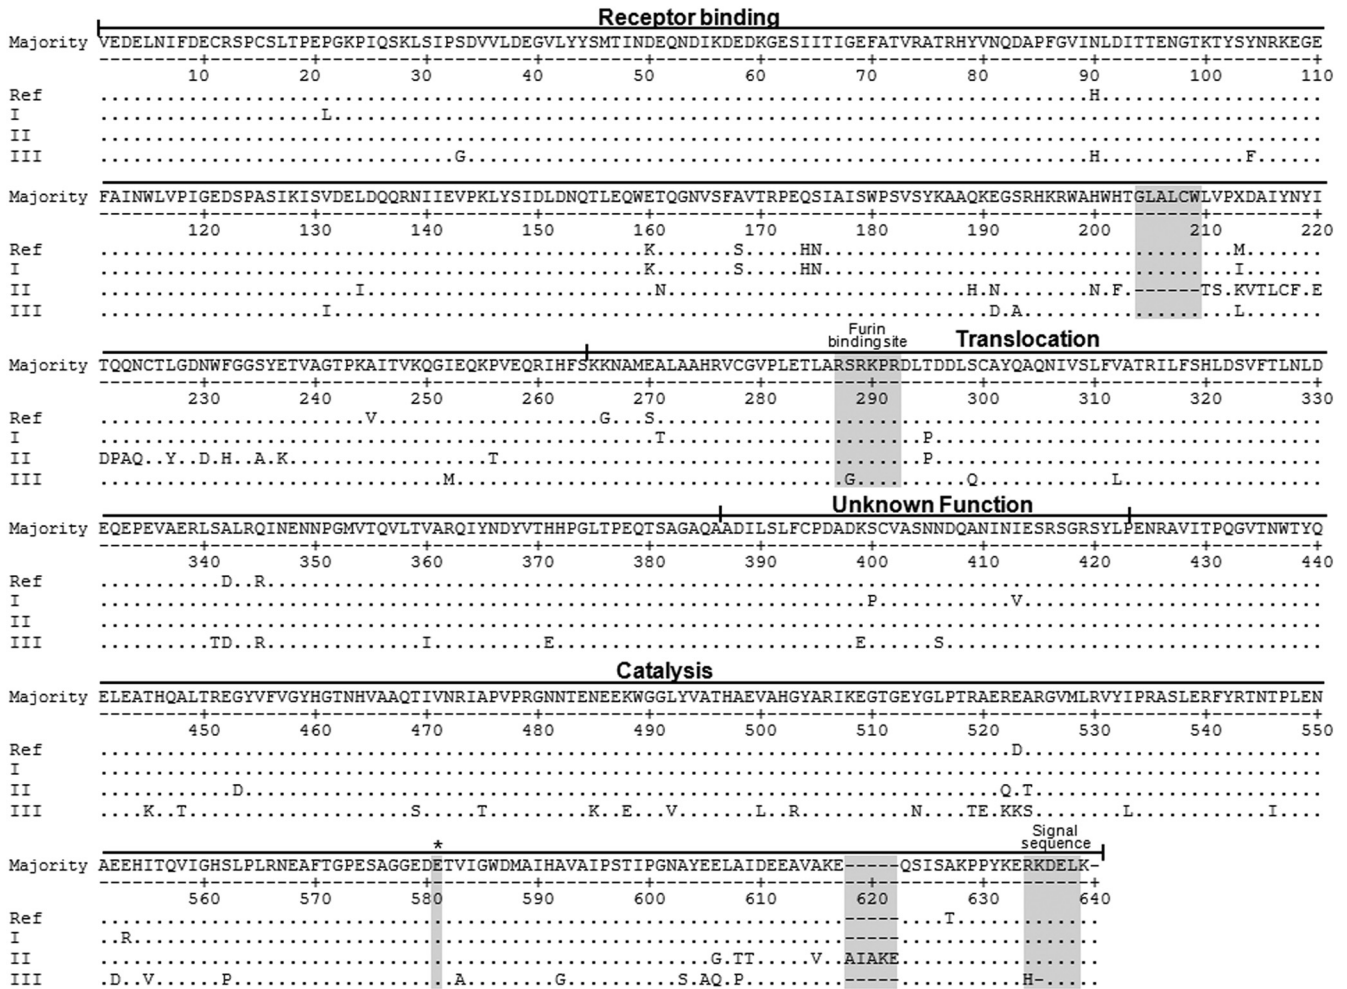 Receptor binding
Majority VEDELNIFDECRSPCSLTPEPGKPIQSKLSIPSDVVLDEGVLYYSMTINDEQNDIKDEDKGESIITIGEFATVRATRHYVNQDAPFGVINLDITTENGTKTYSYNRKEGE
---------+---------+---------+---------+---------+---------+---------+---------+---------+---------+---------+
10 20 30 40 50 60 70 80 90 100 110
Ref .........................................................................................H....................
I ....................L.........................................................................................
II ..............................................................................................................
III ................................G........................................................H.............F......
Majority FAINWLVPIGEDSPASIKISVDELDQQRNIIEVPKLYSIDLDNQTLEQWETQGNVSFAVTRPEQSIAISWPSVSYKAAQKEGSRHKRWAHWHTGLALCWLVPXDAIYNYI
---------+---------+---------+---------+---------+---------+---------+---------+---------+---------+---------+
120 130 140 150 160 170 180 190 200 210 220
Ref .................................................K.......S.....HN.....................................M.......
I .................................................K.......S.....HN.....................................I.......
II .......................I..........................N...........................H.N........N.F.------TS.KVTLCF.E
III ....................I...........................................................D.A...................L.......
Furin
binding site
Translocation
Majority TQQNCTLGDNWFGGSYETVAGTPKAITVKQGIEQKPVEQRIHFSKKNAMEALAAHRVCGVPLETLARSRKPRDLTDDLSCAYQAQNIVSLFVATRILFSHLDSVFTLNLD
---------+---------+---------+---------+---------+---------+---------+---------+---------+---------+---------+
230 240 250 260 270 280 290 300 310 320 330
Ref ........................V....................G...S............................................................
I ..................................................T.......................P...................................
II DPAQ..Y..D.H..A.K..................T.......................................P...................................
III ...............................M...................................G..........Q............L..................
Unknown Function
Majority EQEPEVAERLSALRQINENNPGMVTQVLTVARQIYNDYVTHHPGLTPEQTSAGAQAADILSLFCPDADKSCVASNNDQANINIESRSGRSYLPENRAVITPQGVTNWTYQ
---------+---------+---------+---------+---------+---------+---------+---------+---------+---------+---------+
340 350 360 370 380 390 400 410 420 430 440
Ref ...........D..R...............................................................................................
I .....................................................................P............V...........................
II ..............................................................................................................
III ..........TD..R..............I..........E...........................E......S..................................
Catalysis
Majority ELEATHQALTREGYVFVGYHGTNHVAAQTIVNRIAPVPRGNNTENEEKWGGLYVATHAEVAHGYARIKEGTGEYGLPTRAEREARGVMLRVYIPRASLERFYRTNTPLEN
---------+---------+---------+---------+---------+---------+---------+---------+---------+---------+---------+
450 460 470 480 490 500 510 520 530 540 550
Ref ..................................................................................D...........................
I ..............................................................................................................
II ............D....................................................................Q.T..........................
III ....K..T....................S.....T.........K..E...V.......L..R..........N....TE.KKS........L............I....
Signal
sequence
*
Majority AEEHITQVIGHSLPLRNEAFTGPESAGGEDETVIGWDMAIHAVAIPSTIPGNAYEELAIDEEAVAKE-----QSISAKPPYKERKDELK-
---------+---------+---------+---------+---------+---------+---------+---------+---------+
560 570 580 590 600 610 620 630 640
Ref ...................................................................-----....T.............
I ..R................................................................-----..................
II .......................................................G.TT.....V..AIAKE..................
III .D..V......P....................A........G..........S.AQ.P.........-----...........H-.....